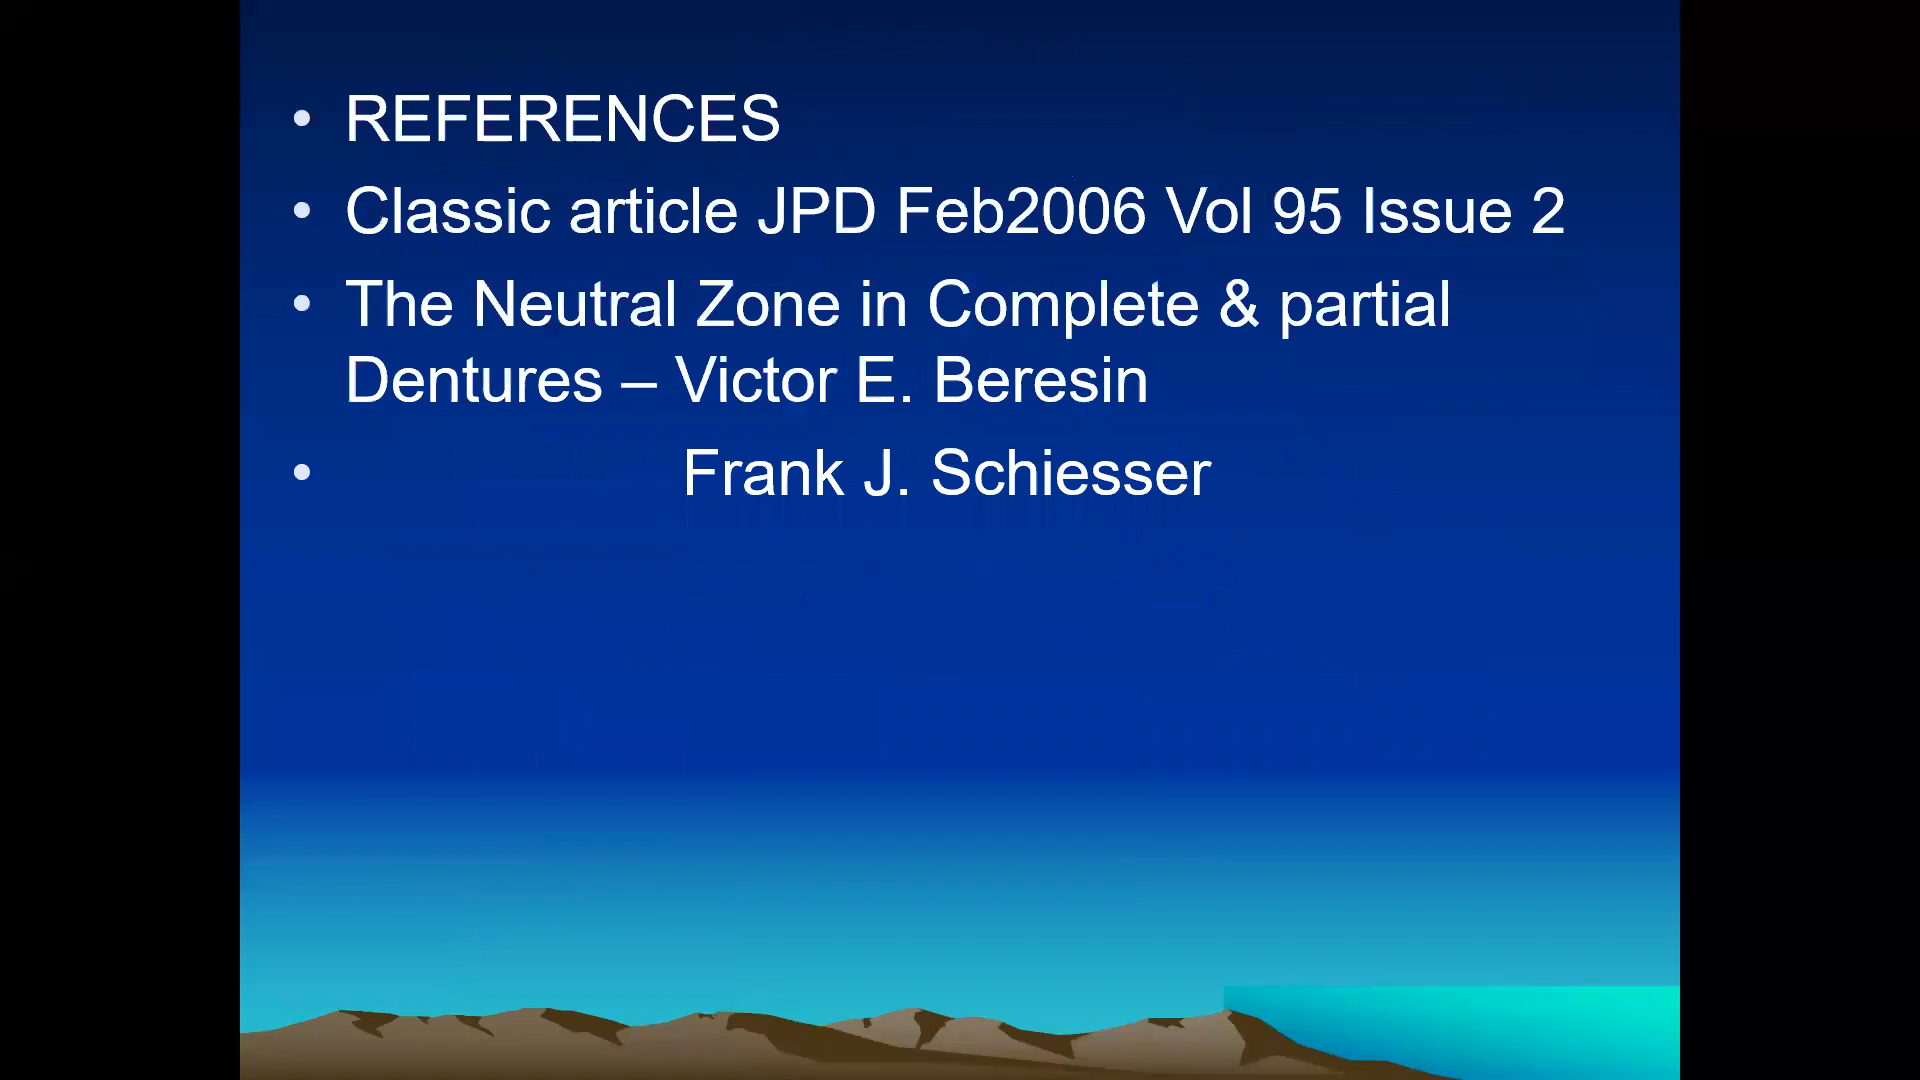 • REFERENCES
• Classic article JPD Feb2006 Vol 95 Issue 2
• The Neutral Zone in Complete & partial
Dentures – Victor E. Beresin
• Frank J. Schiesser